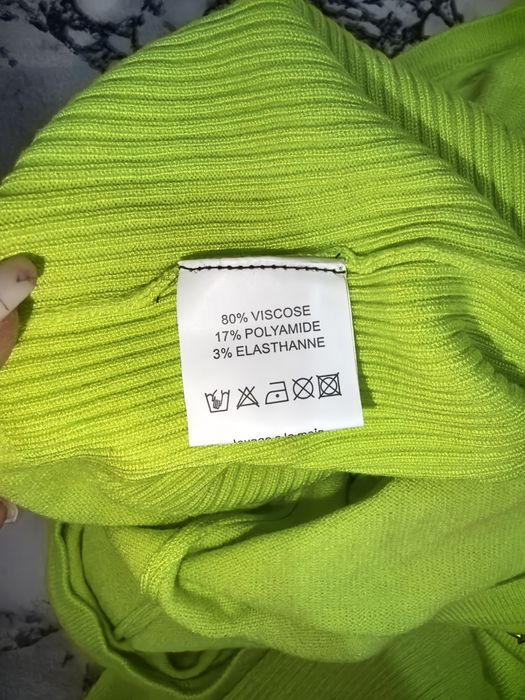 80% VISCOSE
17% POLYAMIDE
3% ELASTHANNE